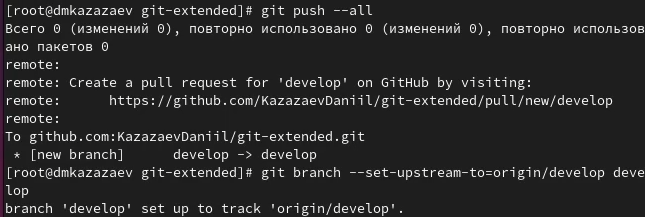 [root@dmkazazaev git-extended]# git push --all
Всего 0 (изменений 0), повторно использовано 0 (изменений 0), повторно использов
ано пакетов 0
remote:
remote: Create a pull request for 'develop' on GitHub by visiting:
remote:      https://github.com/KazazaevDaniil/git-extended/pull/new/develop
remote:
To github.com:KazazaevDaniil/git-extended.git
 * [new branch]      develop -> develop
[root@dmkazazaev git-extended]# git branch --set-upstream-to=origin/develop deve
lop
branch 'develop' set up to track 'origin/develop'.